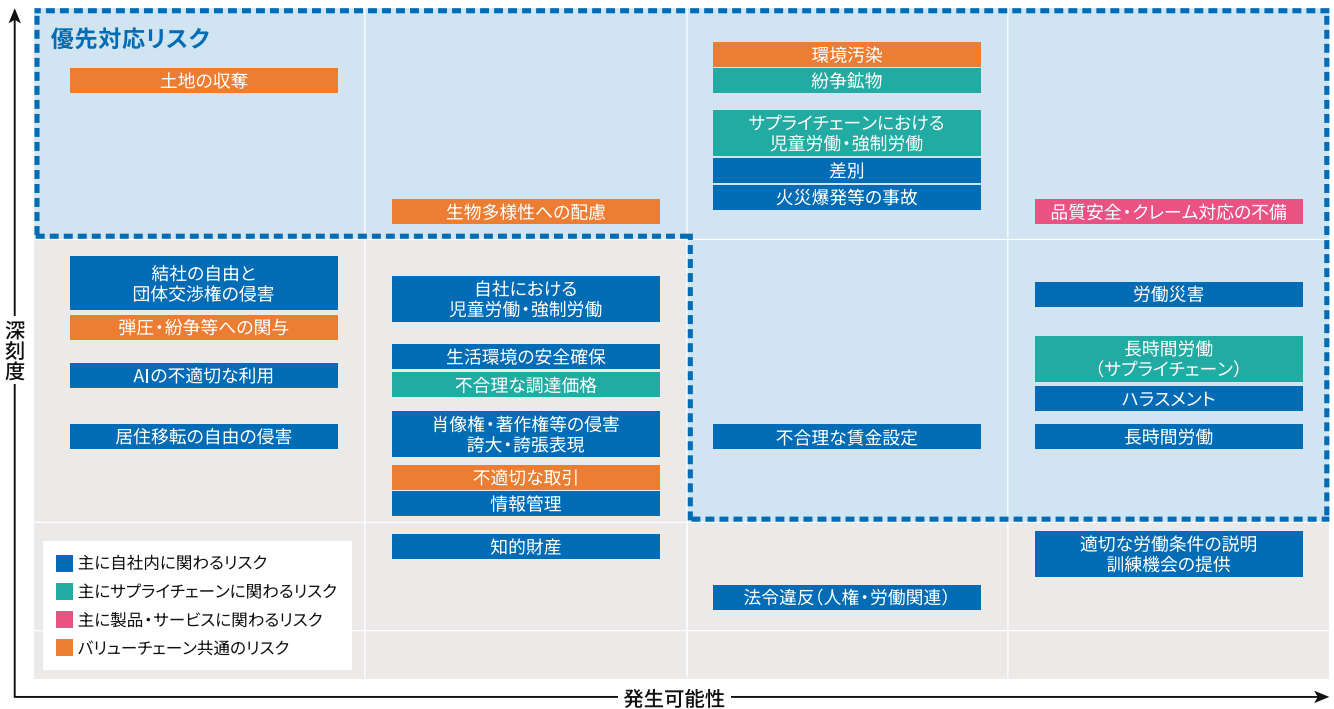 優先対応リスク
土地の収奪
生物多様性への配慮
環境汚染
紛争鉱物
サプライチェーンにおける
児童労働・強制労働
差別
火災爆発等の事故
品質安全・クレーム対応の不備
結社の自由と
団体交渉権の侵害
弾圧・紛争等への関与
AIの不適切な利用
居住移転の自由の侵害
自社における
児童労働・強制労働
生活環境の安全確保
不合理な調達価格
肖像権・著作権等の侵害
誇大・誇張表現
不適切な取引
情報管理
知的財産
不合理な賃金設定
法令違反（人権・労働関連）
労働災害
長時間労働
（サプライチェーン）
ハラスメント
長時間労働
適切な労働条件の説明
訓練機会の提供
主に自社内に関わるリスク
主にサプライチェーンに関わるリスク
主に製品・サービスに関わるリスク
バリューチェーン共通のリスク
深刻度
発生可能性